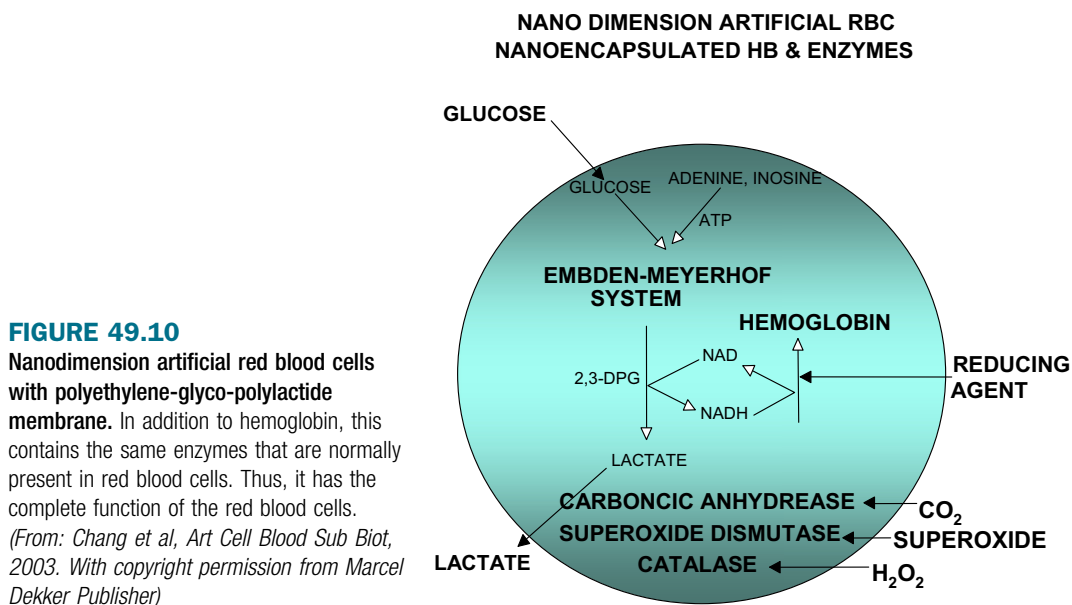 NANO DIMENSION ARTIFICIAL RBC
NANOENCAPSULATED HB & ENZYMES
GLUCOSE
GLUCOSE
ADENINE, INOSINE
ATP
EMBDEN-MEYERHOF
SYSTEM
HEMOGLOBIN
2,3-DPG
NAD
NADH
REDUCING
AGENT
LACTATE
LACTATE
CARBONCIC ANHYDREASE
CO₂
SUPEROXIDE DISMUTASE
SUPEROXIDE
CATALASE
H₂O₂
FIGURE 49.10
Nanodimension artificial red blood cells
with polyethylene-glyco-polylactide
membrane. In addition to hemoglobin, this
contains the same enzymes that are normally
present in red blood cells. Thus, it has the
complete function of the red blood cells.
(From: Chang et al, Art Cell Blood Sub Biot,
2003. With copyright permission from Marcel
Dekker Publisher)